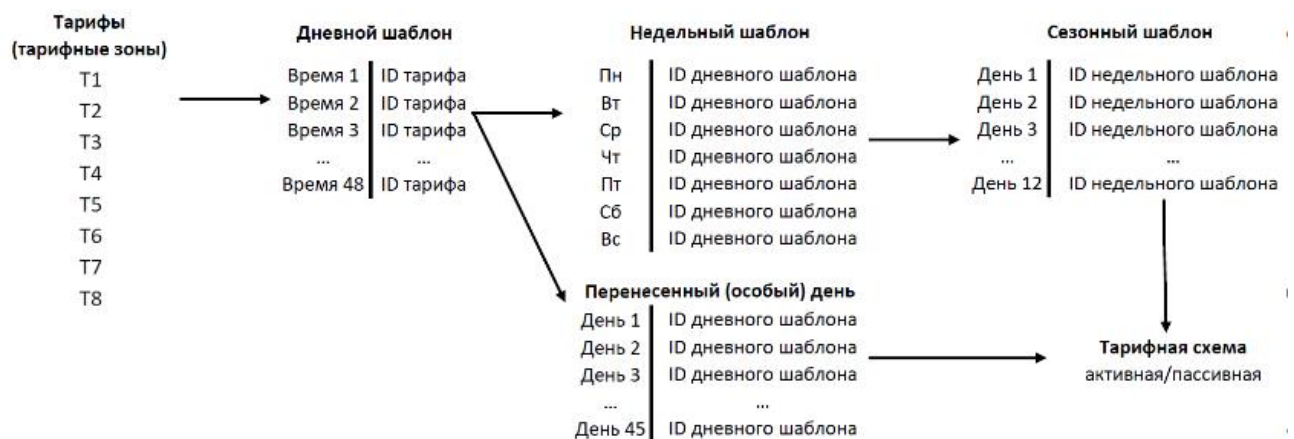 Тарифы
(тарифные зоны)
T1
T2
T3
T4
T5
T6
T7
T8
Дневной шаблон
Время 1 ID тарифа
Время 2 ID тарифа
Время 3 ID тарифа
... ...
Время 48 ID тарифа
Недельный шаблон
Пн ID дневного шаблона
Вт ID дневного шаблона
Ср ID дневного шаблона
Чт ID дневного шаблона
Пт ID дневного шаблона
Сб ID дневного шаблона
Вс ID дневного шаблона
Перенесенный (особый) день
День 1 ID дневного шаблона
День 2 ID дневного шаблона
День 3 ID дневного шаблона
... ...
День 45 ID дневного шаблона
Сезонный шаблон
День 1 ID недельного шаблона
День 2 ID недельного шаблона
День 3 ID недельного шаблона
... ...
День 12 ID недельного шаблона
Тарифная схема
активная/пассивная